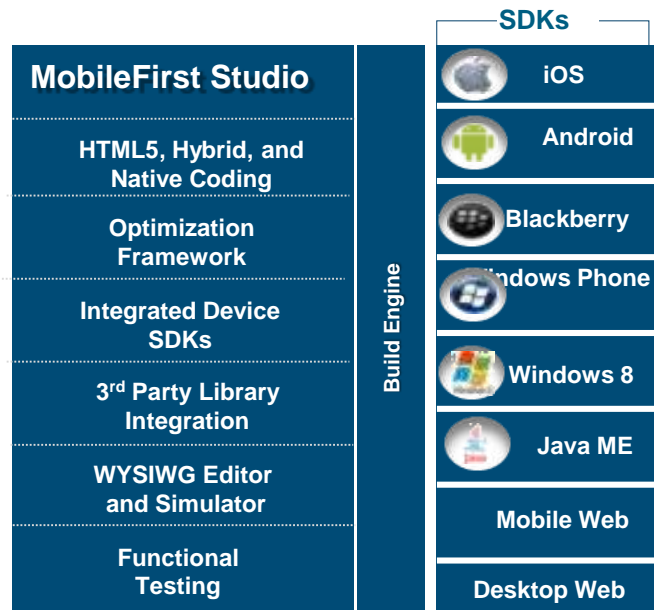 SDKs
MobileFirst Studio
HTML5, Hybrid, and
Native Coding
Optimization
Framework
Integrated Device
SDKs
3rd Party Library
Integration
WYSIWG Editor
and Simulator
Functional
Testing
Build Engine
iOS
Android
Blackberry
indows Phone
Windows 8
Java ME
Mobile Web
Desktop Web